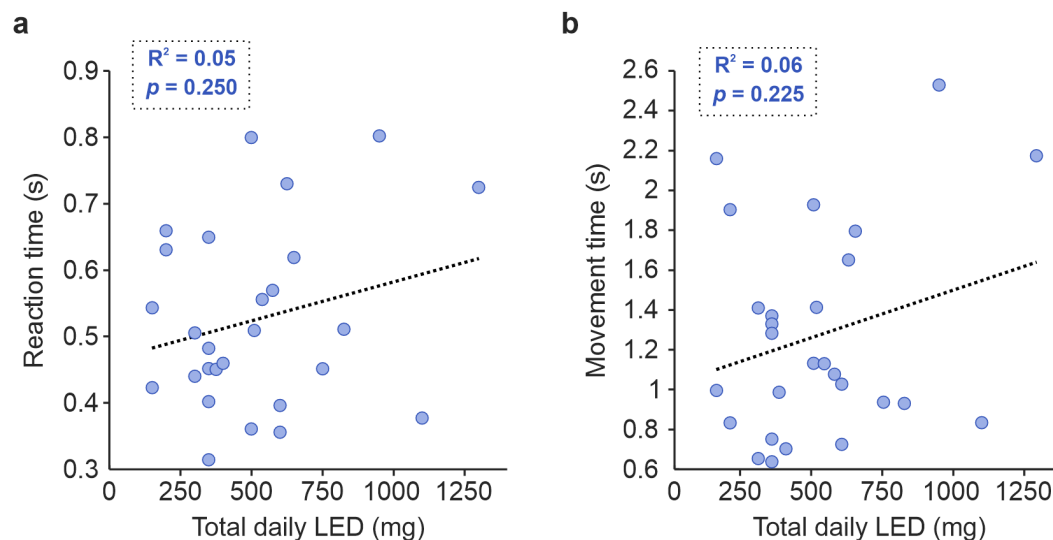 a
R² = 0.05
p = 0.250
Reaction time (s)
0.9
0.8
0.7
0.6
0.5
0.4
0.3
0 250 500 750 1000 1250
Total daily LED (mg)
b
R² = 0.06
p = 0.225
Movement time (s)
2.6
2.6
2.2
2
1.8
1.6
1.4
1.2
1
0.8
0.6
0 250 500 750 1000 1250
Total daily LED (mg)